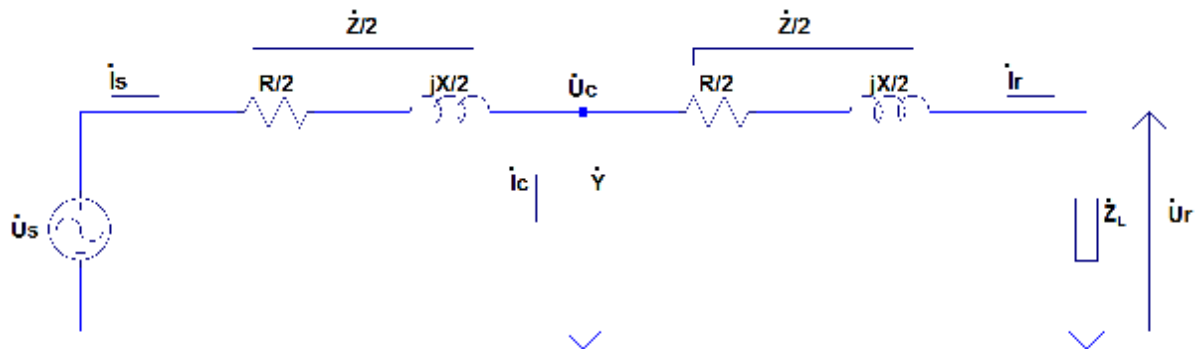 Ż/2 Ż/2
İs R/2 jX/2 U̇c R/2 jX/2 İr
İc Ẏ
U̇s Ż_L U̇r